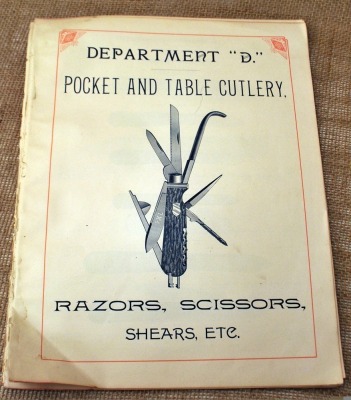 DEPARTMENT "D."
POCKET AND TABLE CUTLERY.
RAZORS, SCISSORS,
SHEARS, ETC.